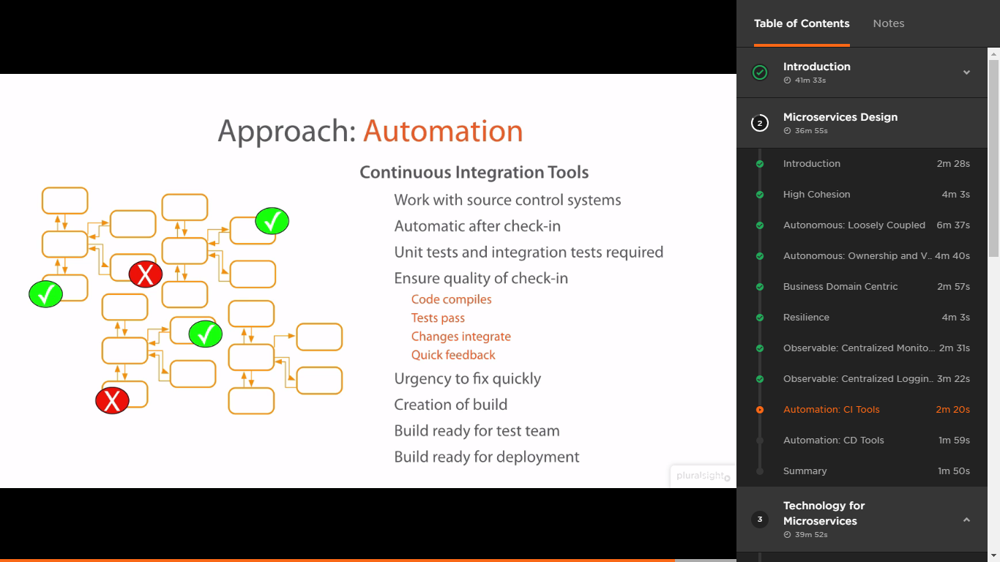 Approach: Automation
Continuous Integration Tools
Work with source control systems
Automatic after check-in
Unit tests and integration tests required
Ensure quality of check-in
Code compiles
Tests pass
Changes integrate
Quick feedback
Urgency to fix quickly
Creation of build
Build ready for test team
Build ready for deployment
X
X
pluralsight
Table of Contents
Notes
Introduction
41m 33s
2
Microservices Design
36m 55s
Introduction 2m 28s
High Cohesion 4m 3s
Autonomous: Loosely Coupled 6m 37s
Autonomous: Ownership and V.. 4m 40s
Business Domain Centric 2m 57s
Resilience 4m 3s
Observable: Centralized Monito... 2m 31s
Observable: Centralized Loggin.. 3m 22s
Automation: CI Tools 2m 20s
Automation: CD Tools 1m 59s
Summary 1m 50s
3
Technology for
Microservices
39m 52s